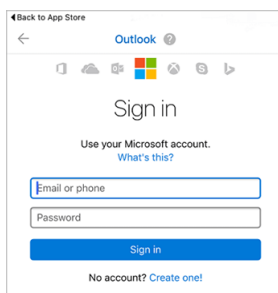 Back to App Store
Outlook
Sign in
Use your Microsoft account.
What's this?
Email or phone
Password
Sign in
No account? Create one!